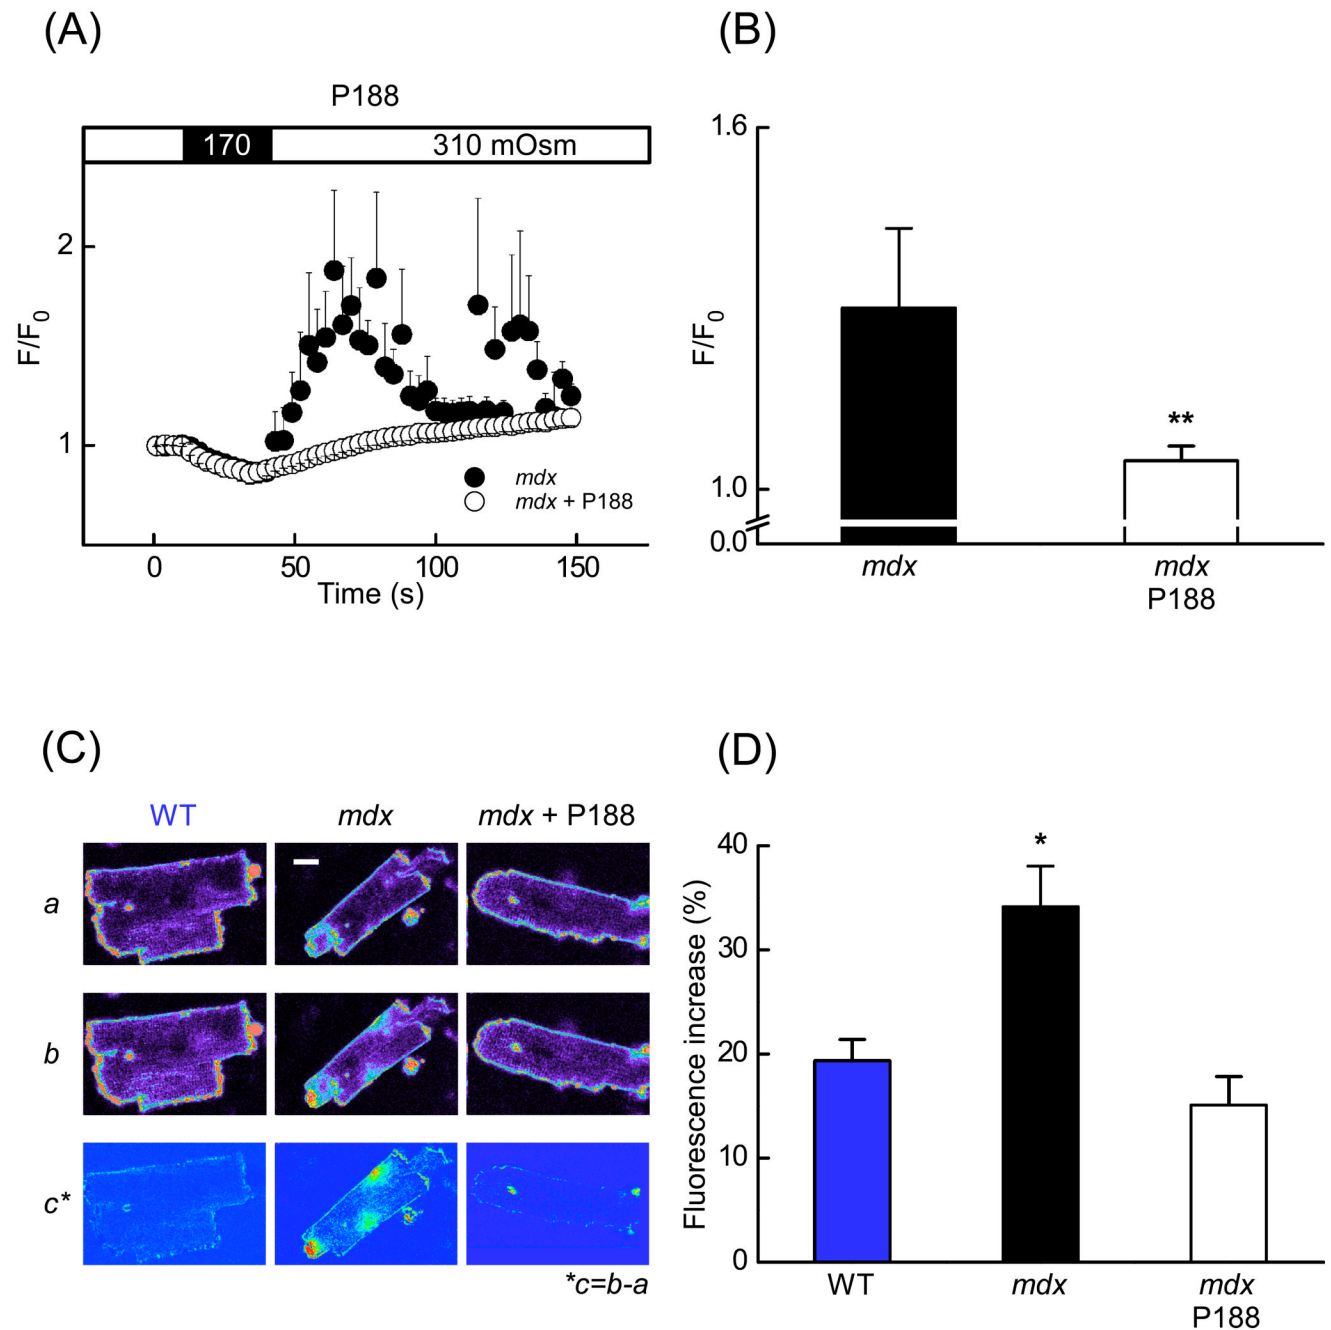 (A)
P188
170
310 mOsm
2
1
F/F0
mdx
mdx + P188
0
50
100
150
Time (s)
(B)
1.6
1.0
0.0
F/F0
**
mdx
mdx
P188
(C)
WT
mdx
mdx + P188
a
b
c*
*c=b-a
(D)
40
30
20
10
0
Fluorescence increase (%)
*
WT
mdx
mdx
P188